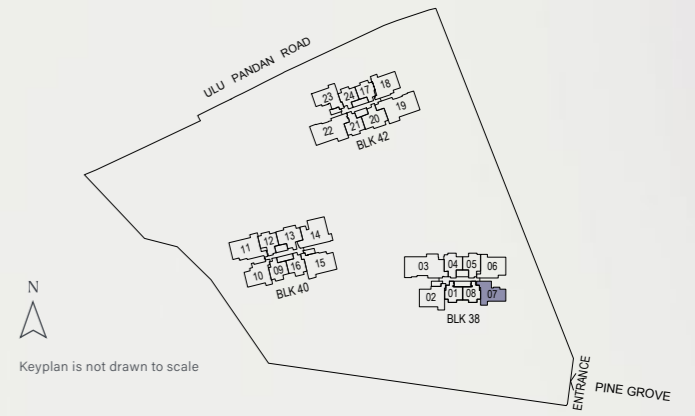 ULU PANDAN ROAD
23 24 17 18
22 21 20 19
BLK 42
11 12 13 14
10 09 16 15
BLK 40
03 04 05 06
02 01 08 07
BLK 38
N
Keyplan is not drawn to scale
ENTRANCE
PINE GROVE